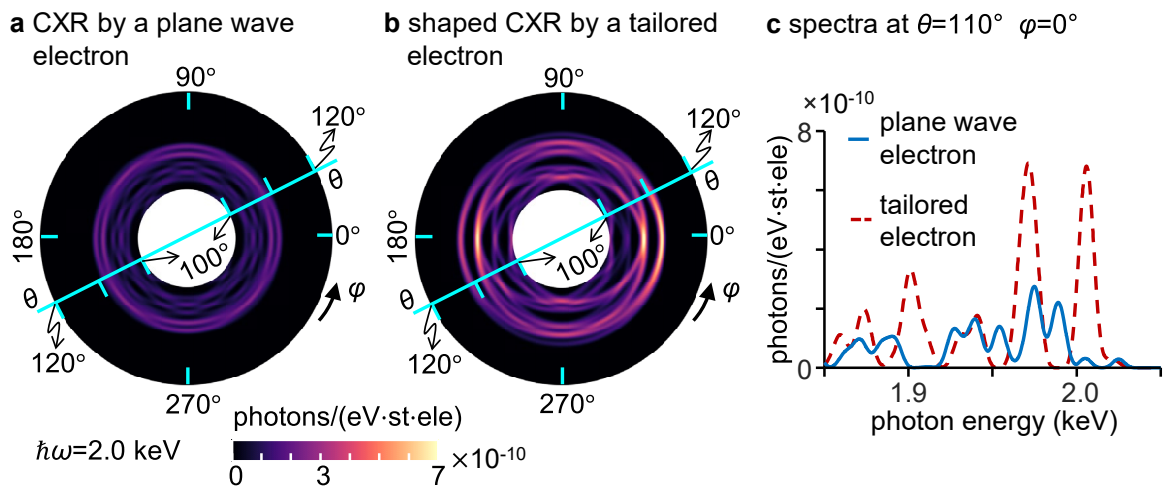 a CXR by a plane wave
electron
90°
120°
θ
180°
0°
100°
θ
φ
120°
270°
b shaped CXR by a tailored
electron
90°
120°
θ
180°
0°
100°
θ
φ
120°
270°
photons/(eV·st·ele)
ℏω=2.0 keV
0 3 7 ×10⁻¹⁰
c spectra at θ=110° φ=0°
×10⁻¹⁰
8
0
photons/(eV·st·ele)
plane wave
electron
tailored
electron
1.9 2.0
photon energy (keV)